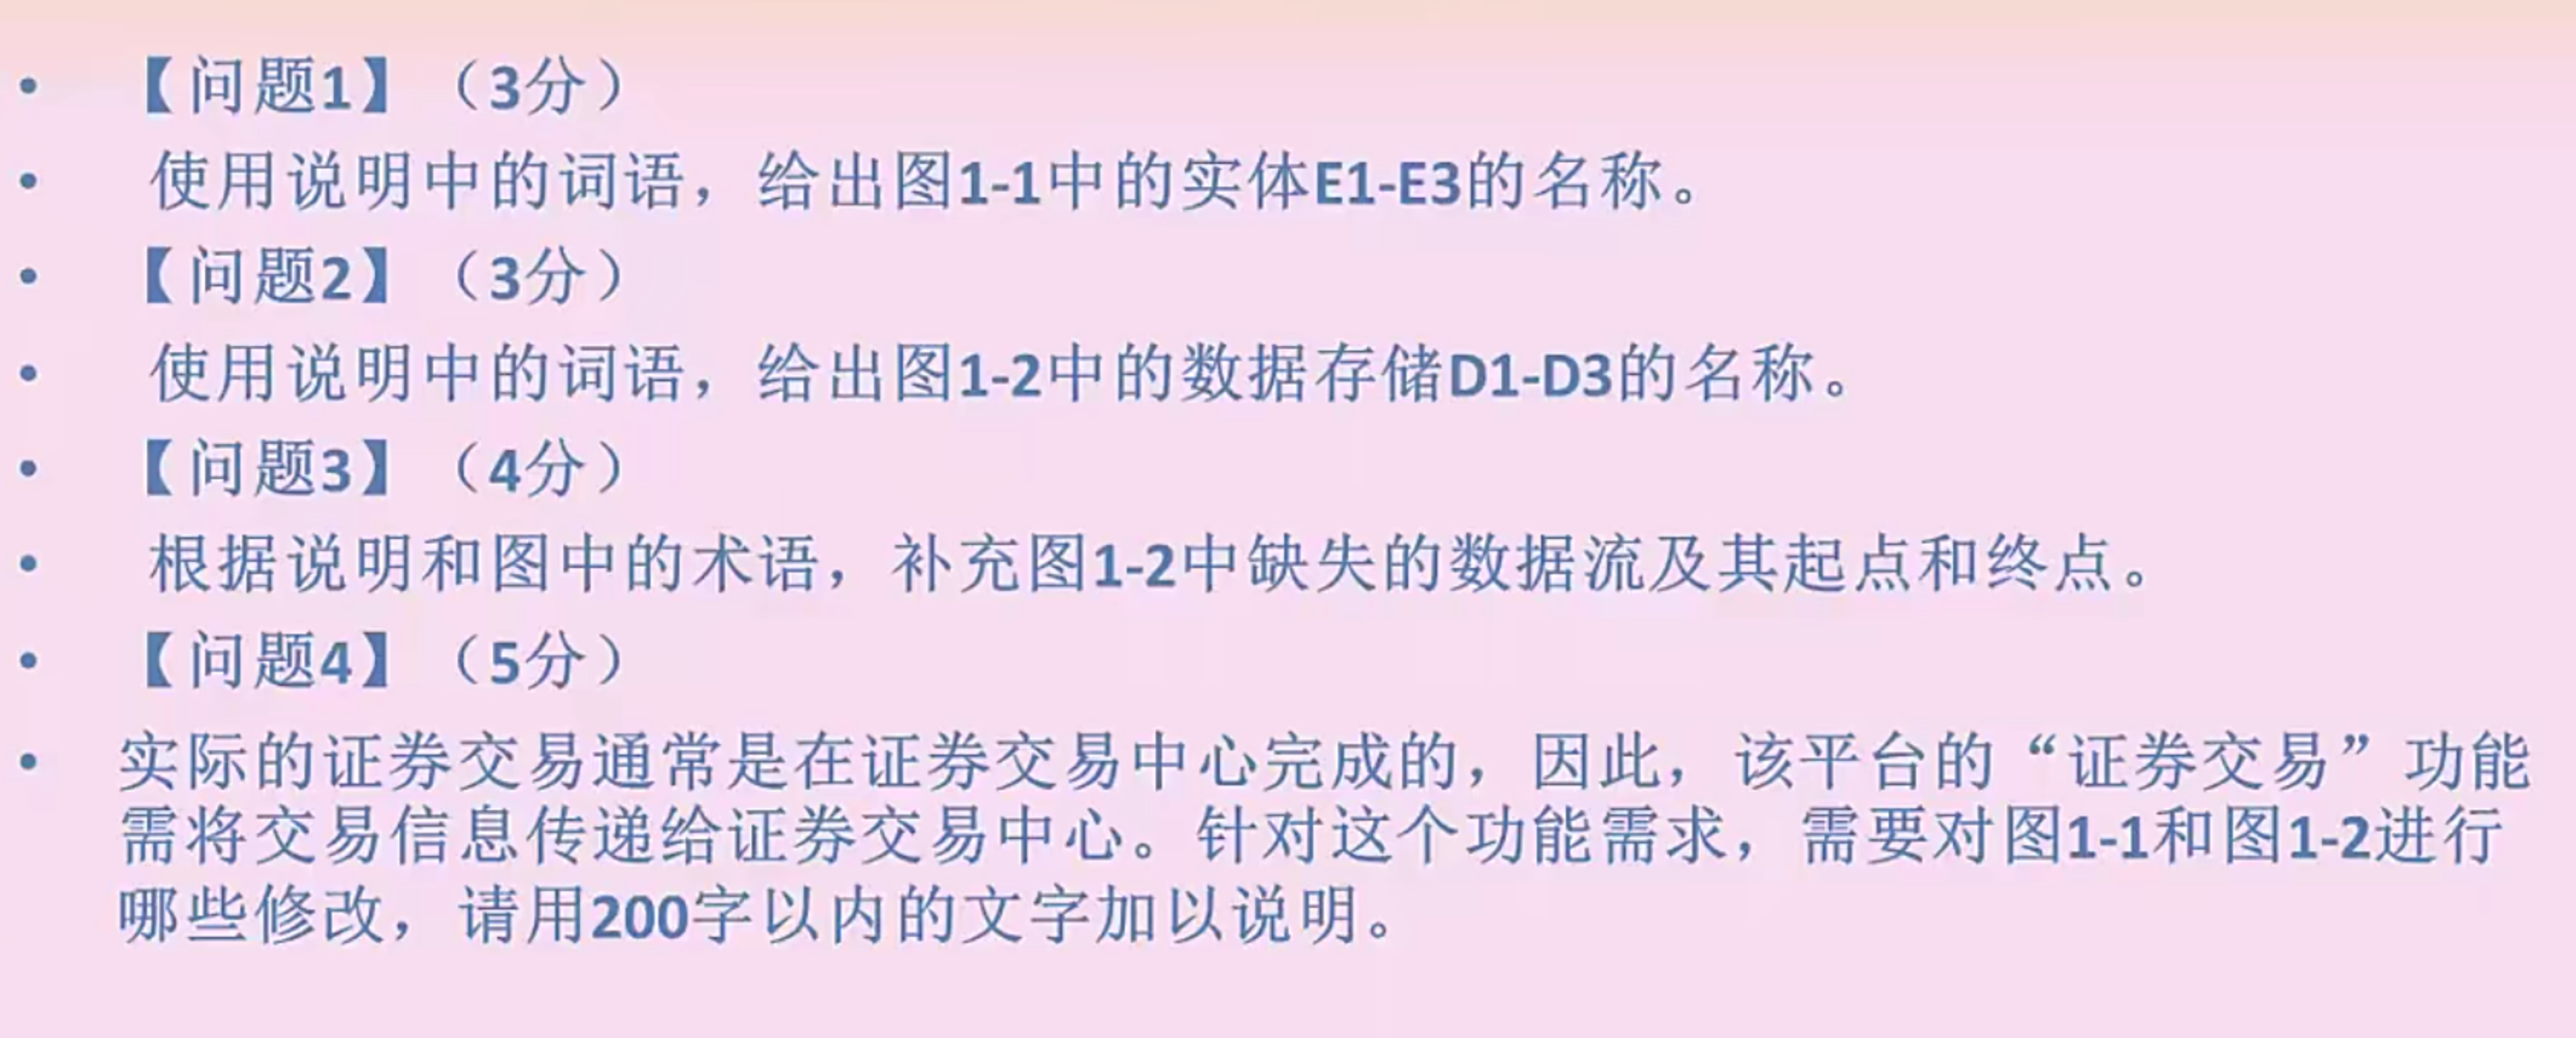 • 【问题1】（3分）
• 使用说明中的词语，给出图1-1中的实体E1-E3的名称。
• 【问题2】（3分）
• 使用说明中的词语，给出图1-2中的数据存储D1-D3的名称。
• 【问题3】（4分）
• 根据说明和图中的术语，补充图1-2中缺失的数据流及其起点和终点。
• 【问题4】（5分）
• 实际的证券交易通常是在证券交易中心完成的，因此，该平台的“证券交易”功能
需将交易信息传递给证券交易中心。针对这个功能需求，需要对图1-1和图1-2进行
哪些修改，请用200字以内的文字加以说明。